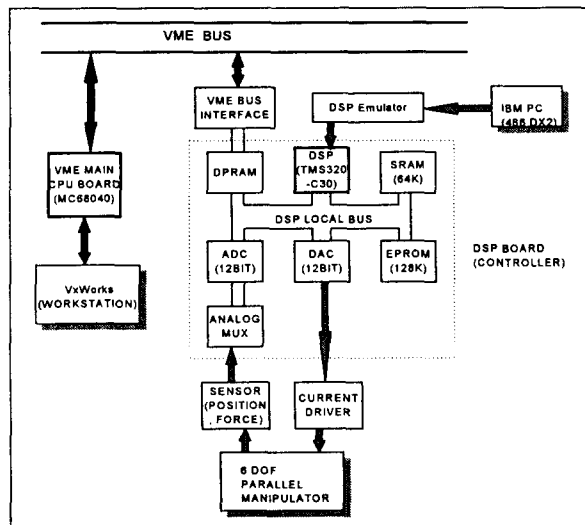 VME BUS
VME BUS
INTERFACE
DSP Emulator
IBM PC
(486 DX2)
VME MAIN
CPU BOARD
(MC68040)
DPRAM
DSP
(TMS320
-C30)
SRAM
(64K)
DSP LOCAL BUS
VxWorks
(WORKSTATION)
ADC
(12BIT)
DAC
(12BIT)
EPROM
(128K)
DSP BOARD
(CONTROLLER)
ANALOG
MUX
SENSOR
(POSITION
, FORCE)
CURRENT
DRIVER
6 DOF
PARALLEL
MANIPULATOR